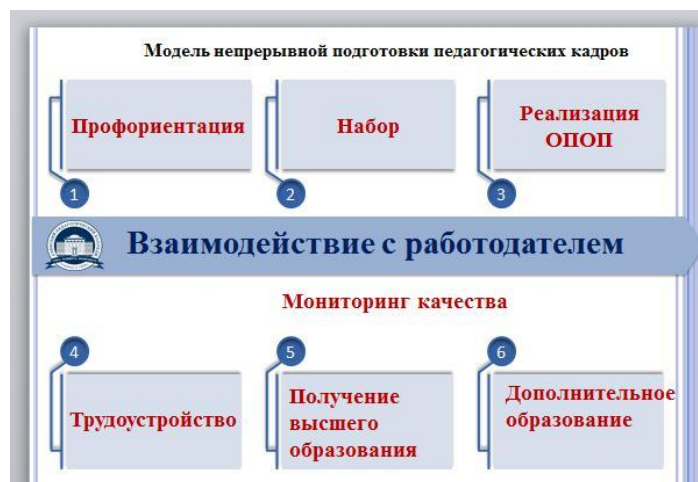 Модель непрерывной подготовки педагогических кадров
Профориентация
Набор
Реализация
ОПОП
1
2
3
Взаимодействие с работодателем
Мониторинг качества
4
5
6
Трудоустройство
Получение
высшего
образования
Дополнительное
образование